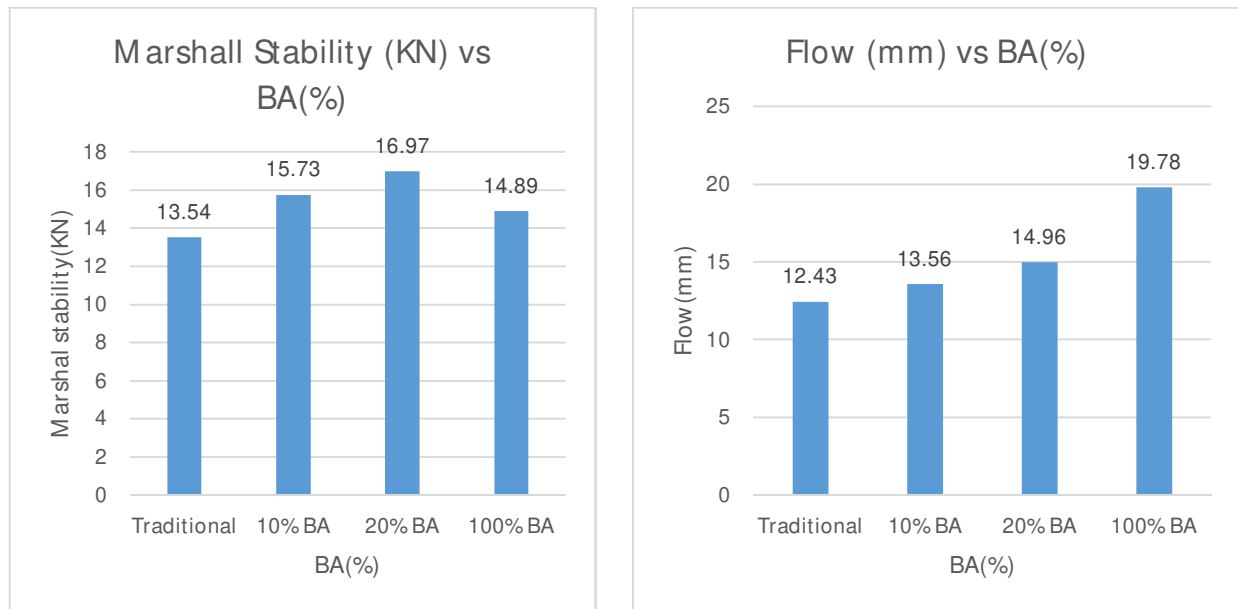 Marshall Stability (KN) vs
BA(%)
18
16
14
12
10
8
6
4
2
0
Marshal stability(KN)
13.54
15.73
16.97
14.89
Traditional
10% BA
20% BA
100% BA
BA(%)
Flow (mm) vs BA(%)
25
20
15
10
5
0
Flow (mm)
12.43
13.56
14.96
19.78
Traditional
10% BA
20% BA
100% BA
BA(%)